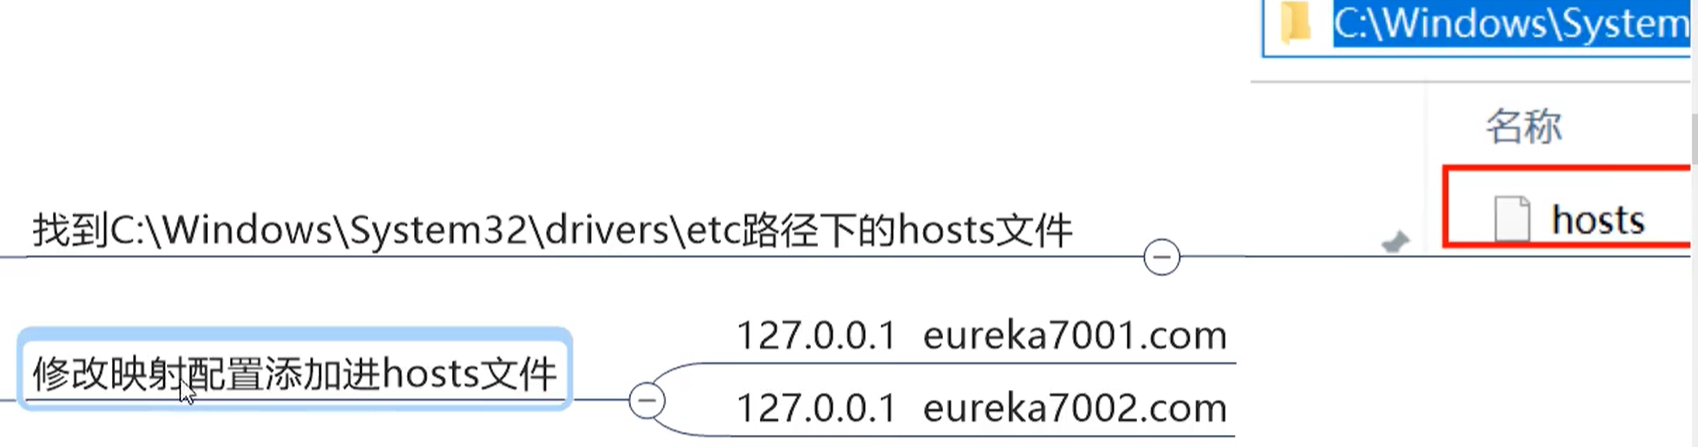 C:\Windows\System
名称
hosts
找到C:\Windows\System32\drivers\etc路径下的hosts文件
修改映射配置添加进hosts文件
127.0.0.1 eureka7001.com
127.0.0.1 eureka7002.com